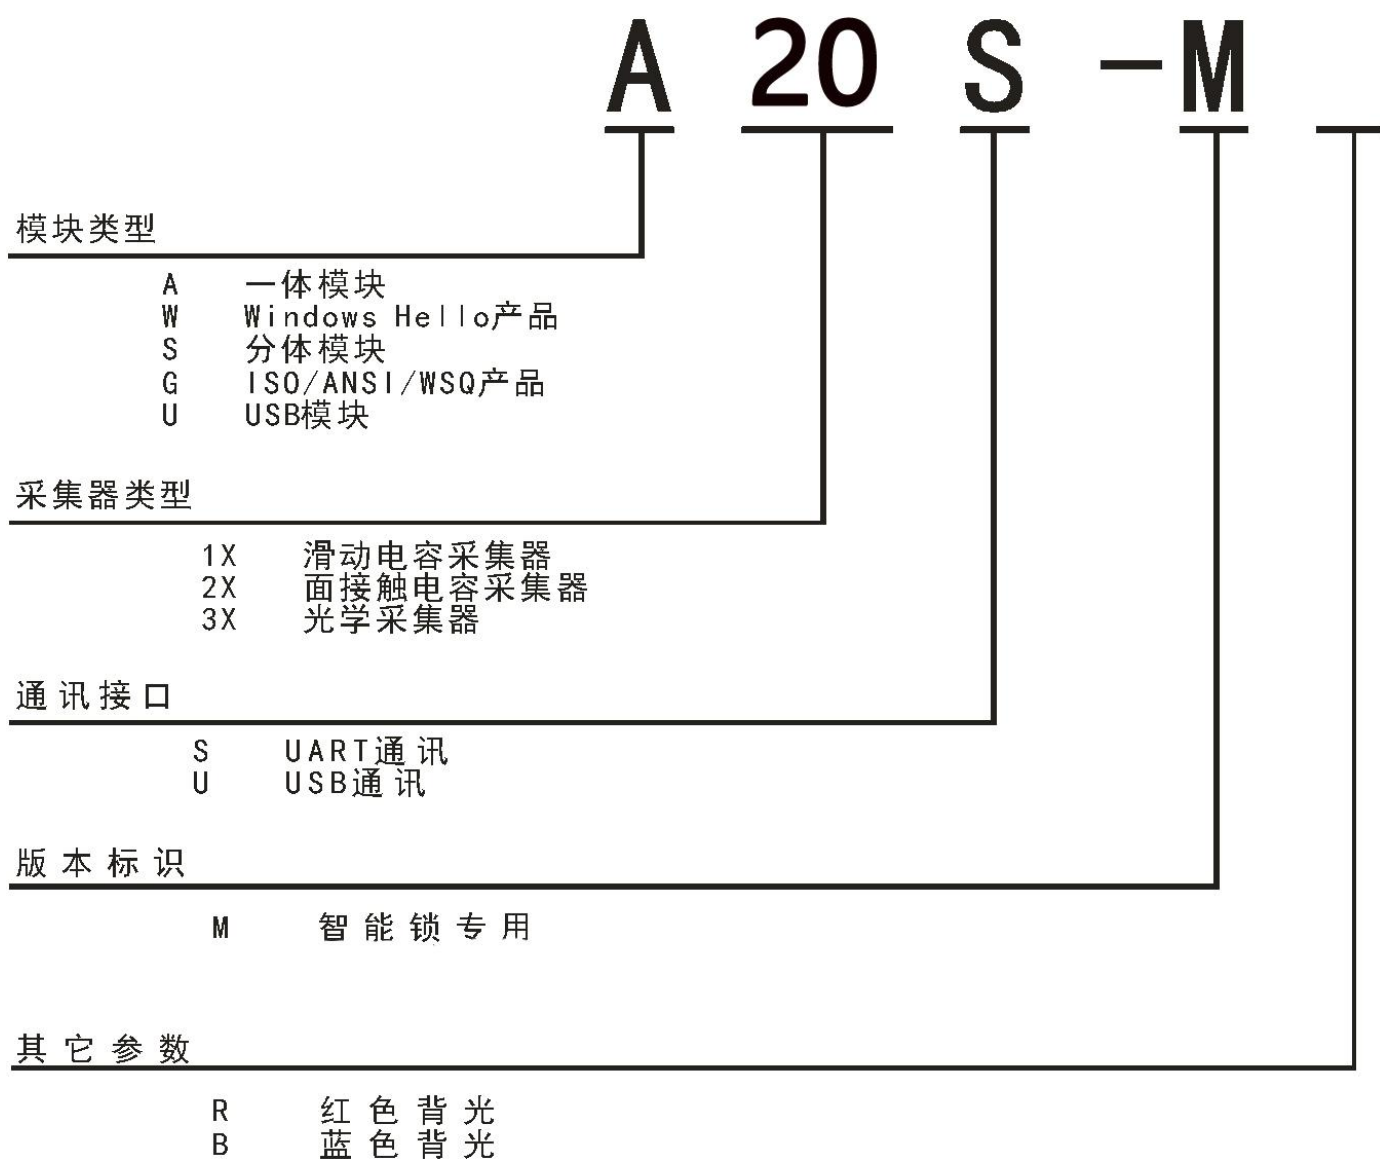 A 20 S -M
模块类型
A 一体模块
W Windows Hello产品
S 分体模块
G ISO/ANSI/WSQ产品
U USB模块
采集器类型
1X 滑动电容采集器
2X 面接触电容采集器
3X 光学采集器
通讯接口
S UART通讯
U USB通讯
版本标识
M 智能锁专用
其它参数
R 红色背光
B 蓝色背光